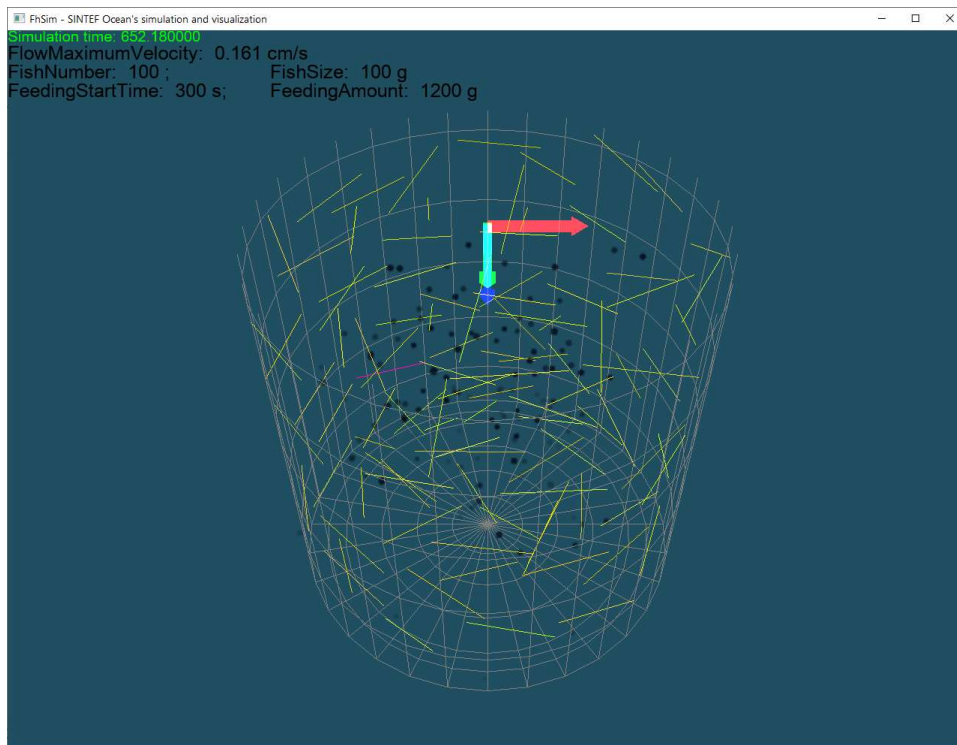 FhSim - SINTEF Ocean's simulation and visualization
Simulation time: 652.180000
FlowMaximumVelocity: 0.161 cm/s
FishNumber: 100 ; FishSize: 100 g
FeedingStartTime: 300 s; FeedingAmount: 1200 g